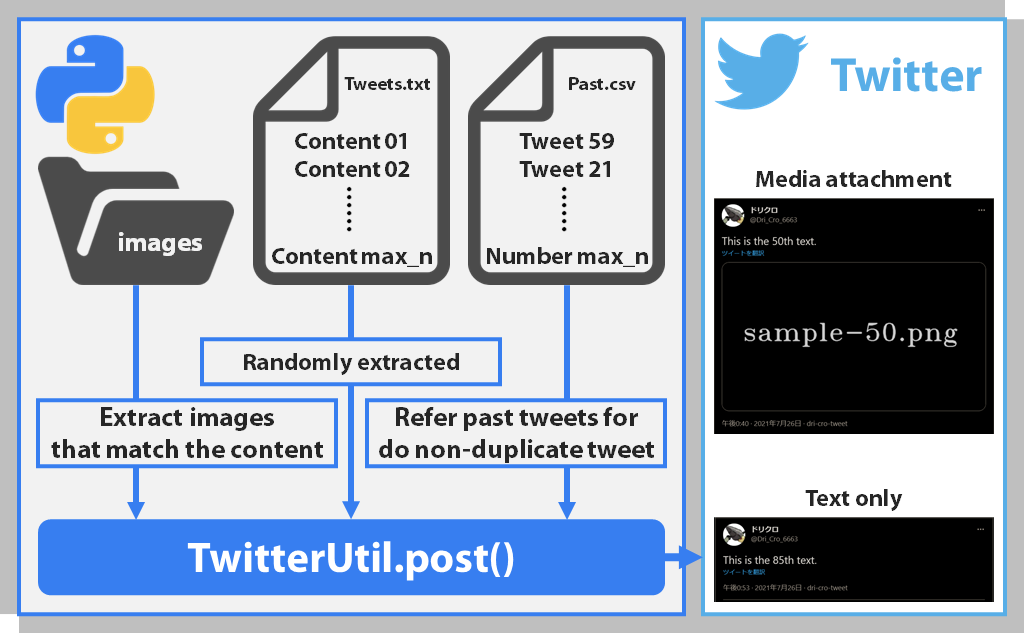 Tweets.txt
Content 01
Content 02
Content max_n
Past.csv
Tweet 59
Tweet 21
Number max_n
images
Randomly extracted
Extract images
that match the content
Refer past tweets for
do non-duplicate tweet
TwitterUtil.post()
Twitter
Media attachment
ドリクロ
@Dri_Cro_6663
This is the 50th text.
ツイートを翻訳
sample-50.png
午後0:40 · 2021年7月26日 · dri-cro-tweet
Text only
ドリクロ
@Dri_Cro_6663
This is the 85th text.
ツイートを翻訳
午後0:53 · 2021年7月26日 · dri-cro-tweet